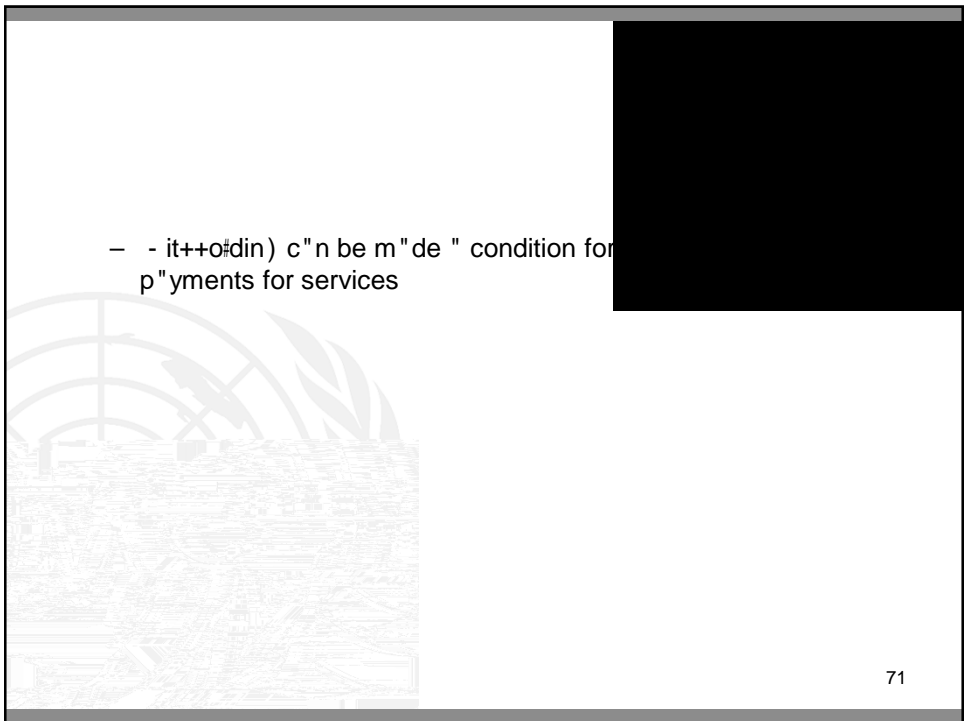 – - it++o#din) c"n be m"de " condition for
p"yments for services
71